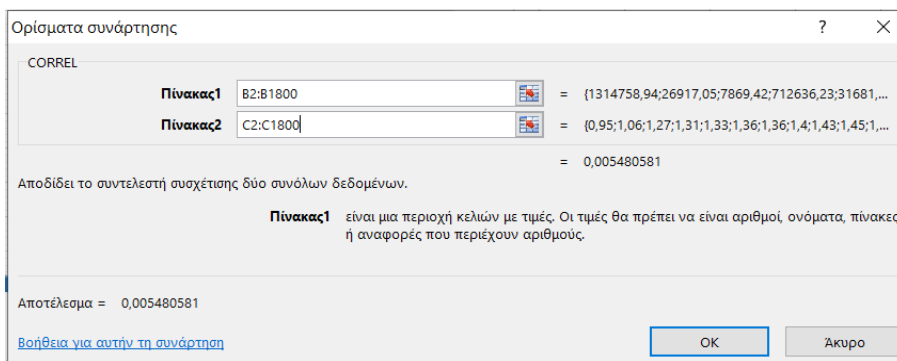 Ορίσματα συνάρτησης ? ×
CORREL
Πίνακας1 B2:B1800 = {1314758,94;26917,05;7869,42;712636,23;31681,...
Πίνακας2 C2:C1800 = {0,95;1,06;1,27;1,31;1,33;1,36;1,36;1,4;1,43;1,45;1,...
= 0,005480581
Αποδίδει το συντελεστή συσχέτισης δύο συνόλων δεδομένων.
Πίνακας1 είναι μια περιοχή κελιών με τιμές. Οι τιμές θα πρέπει να είναι αριθμοί, ονόματα, πίνακες
ή αναφορές που περιέχουν αριθμούς.
Αποτέλεσμα = 0,005480581
Βοήθεια για αυτήν τη συνάρτηση OK Άκυρο